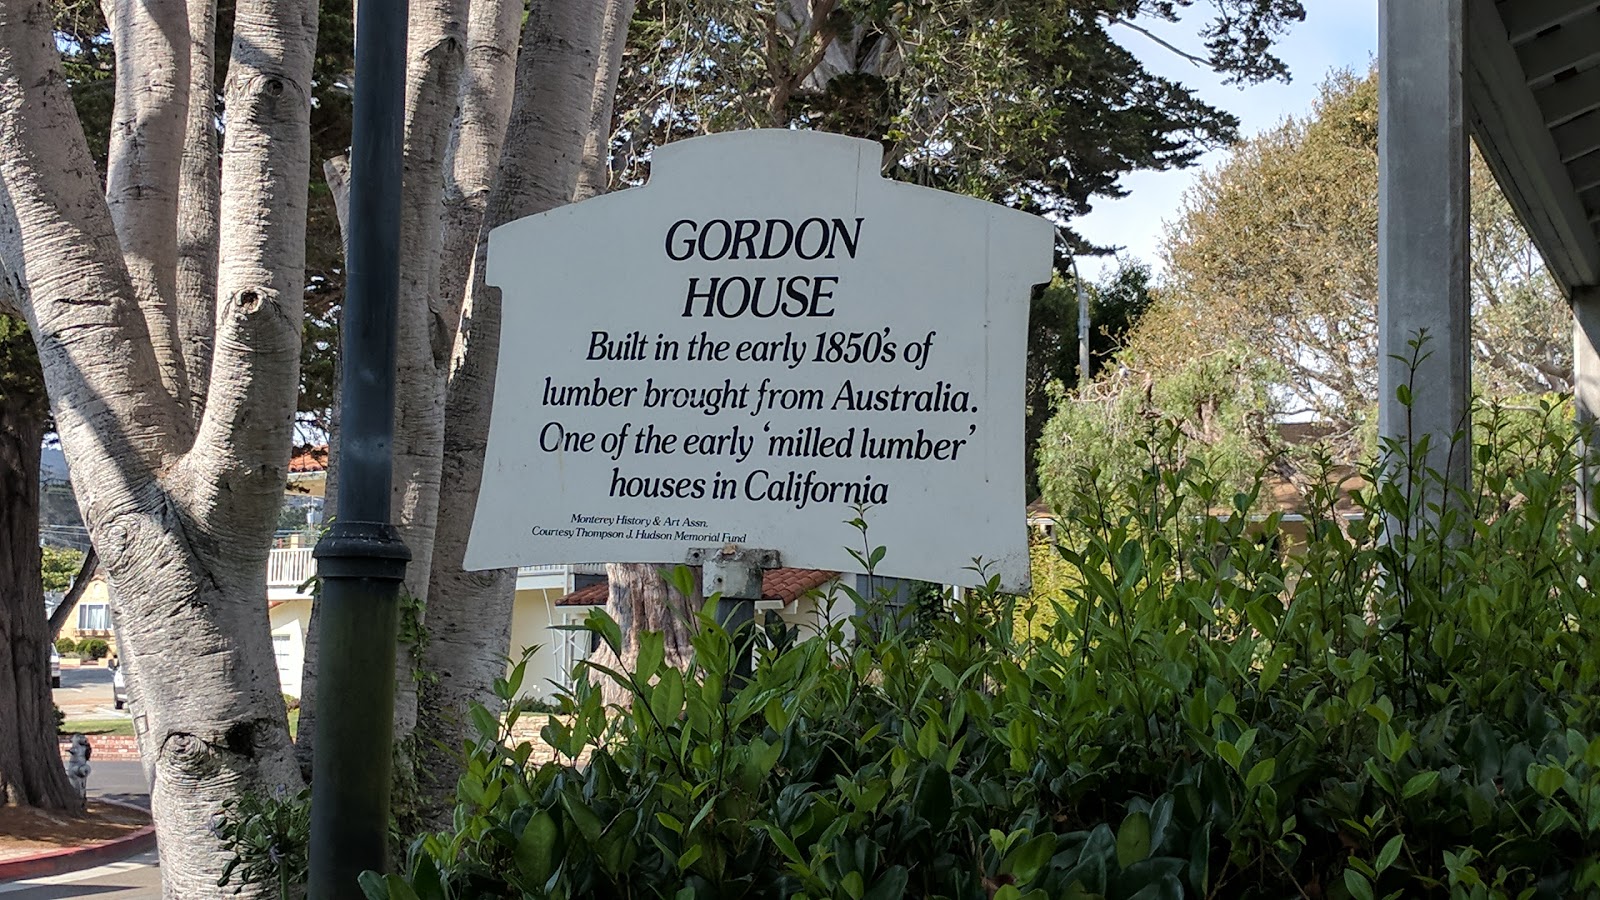 GORDON
HOUSE
Built in the early 1850's of
lumber brought from Australia.
One of the early ‘milled lumber’
houses in California
Monterey History & Art Assn.
Courtesy Thompson J. Hudson Memorial Fund